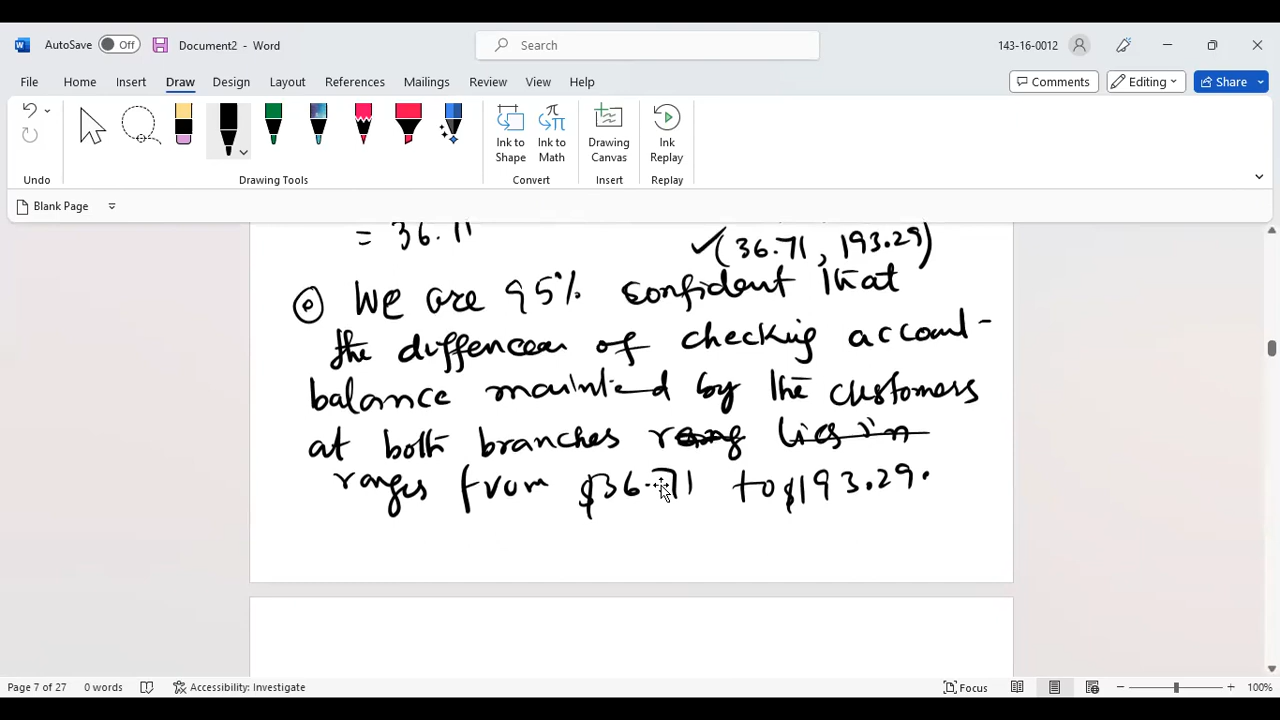 AutoSave Off Document2 - Word Search 143-16-0012
File Home Insert Draw Design Layout References Mailings Review View Help Comments Editing Share
Ink to Shape Ink to Math Drawing Canvas Ink Replay
Undo Drawing Tools Convert Insert Replay
Blank Page
= 36.71
(36.71, 193.29)
We are 95% confident that
the differencen of checking account
balance mainted by the customers
at both branches rang lies in
ranges from $36.71 to $193.29.
Page 7 of 27 0 words Accessibility: Investigate Focus 100%